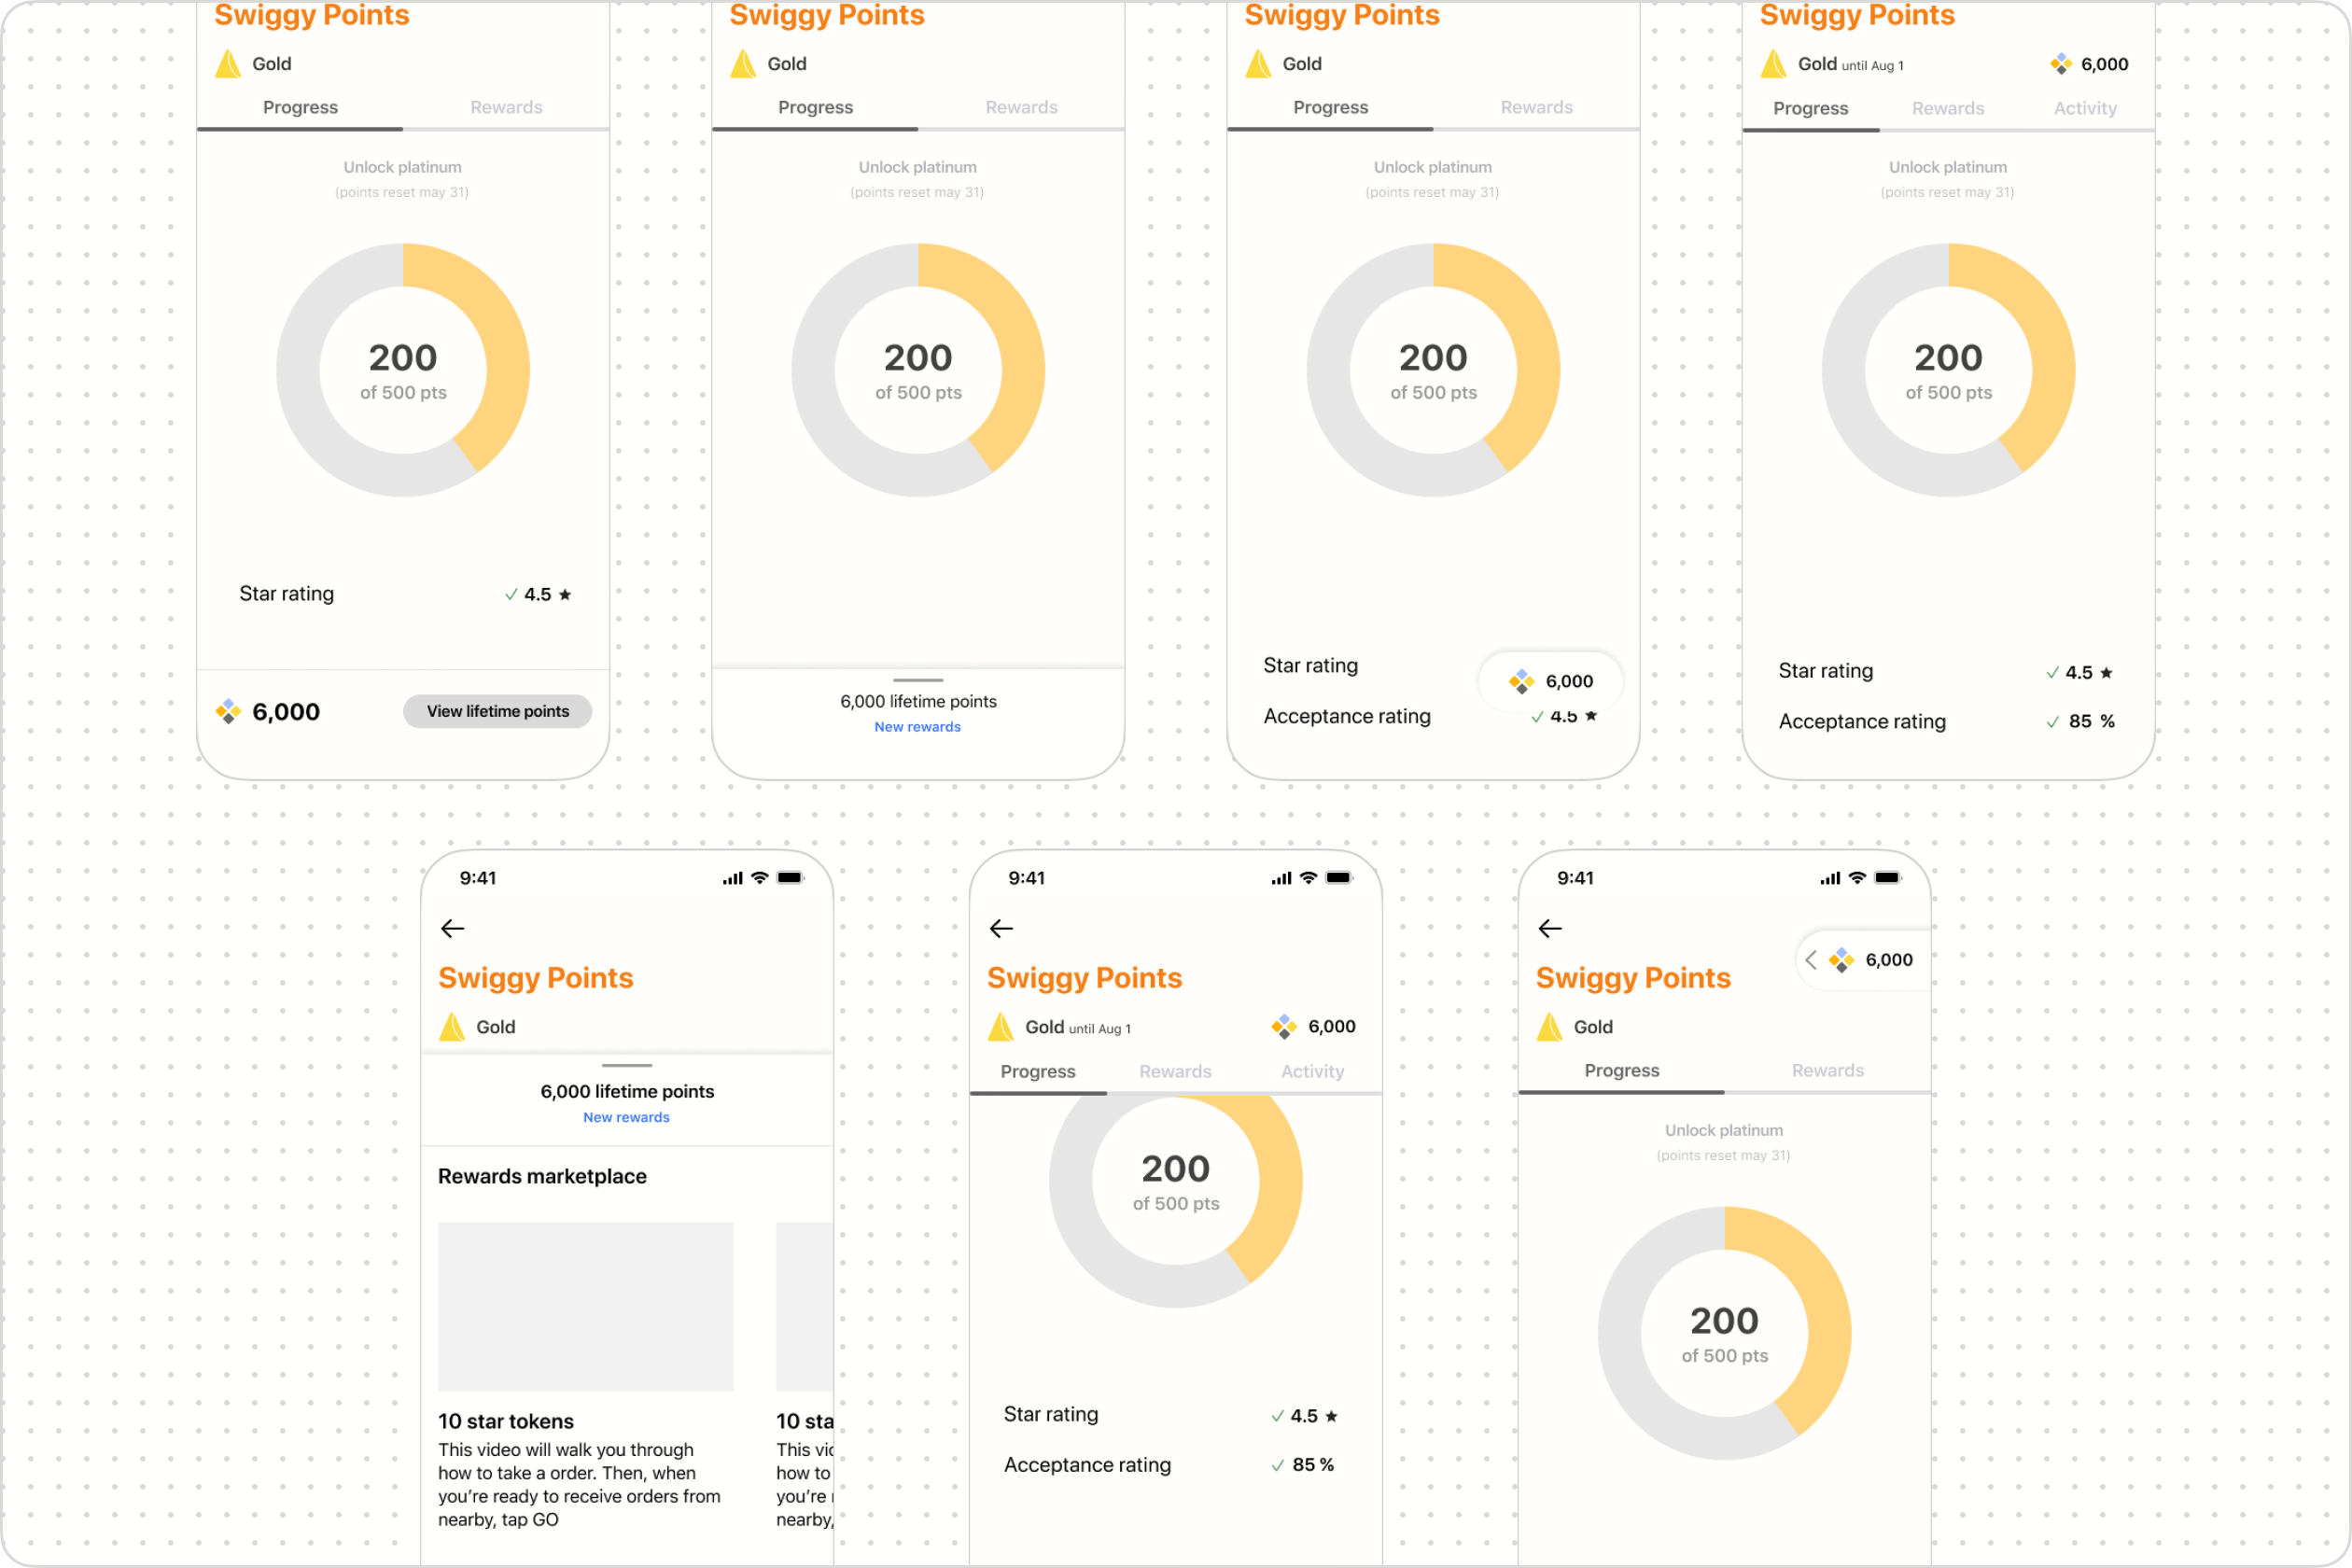 Swiggy Points
Gold
Progress Rewards
Unlock platinum
(points reset may 31)
200
of 500 pts
Star rating 4.5
6,000 View lifetime points
Swiggy Points
Gold
Progress Rewards
Unlock platinum
(points reset may 31)
200
of 500 pts
6,000 lifetime points
New rewards
Swiggy Points
Gold
Progress Rewards
Unlock platinum
(points reset may 31)
200
of 500 pts
Star rating
6,000
Acceptance rating 4.5
Swiggy Points
Gold until Aug 1 6,000
Progress Rewards Activity
Unlock platinum
(points reset may 31)
200
of 500 pts
Star rating 4.5
Acceptance rating 85 %
9:41
Swiggy Points
Gold
6,000 lifetime points
New rewards
Rewards marketplace
10 star tokens
This video will walk you through
how to take a order. Then, when
you're ready to receive orders from
nearby, tap GO
10 sta
This vid
how to
you're
nearby,
9:41
Swiggy Points
Gold until Aug 1 6,000
Progress Rewards Activity
200
of 500 pts
Star rating 4.5
Acceptance rating 85 %
9:41
6,000
Swiggy Points
Gold
Progress Rewards
Unlock platinum
(points reset may 31)
200
of 500 pts